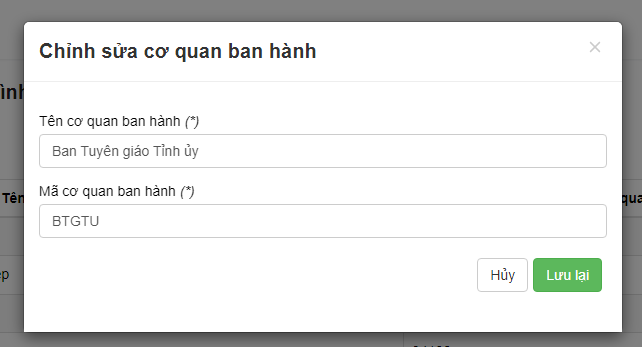 Chỉnh sửa cơ quan ban hành
×
Tên cơ quan ban hành (*)
Ban Tuyên giáo Tỉnh ủy
Mã cơ quan ban hành (*)
BTGTU
Hủy
Lưu lại
Tên